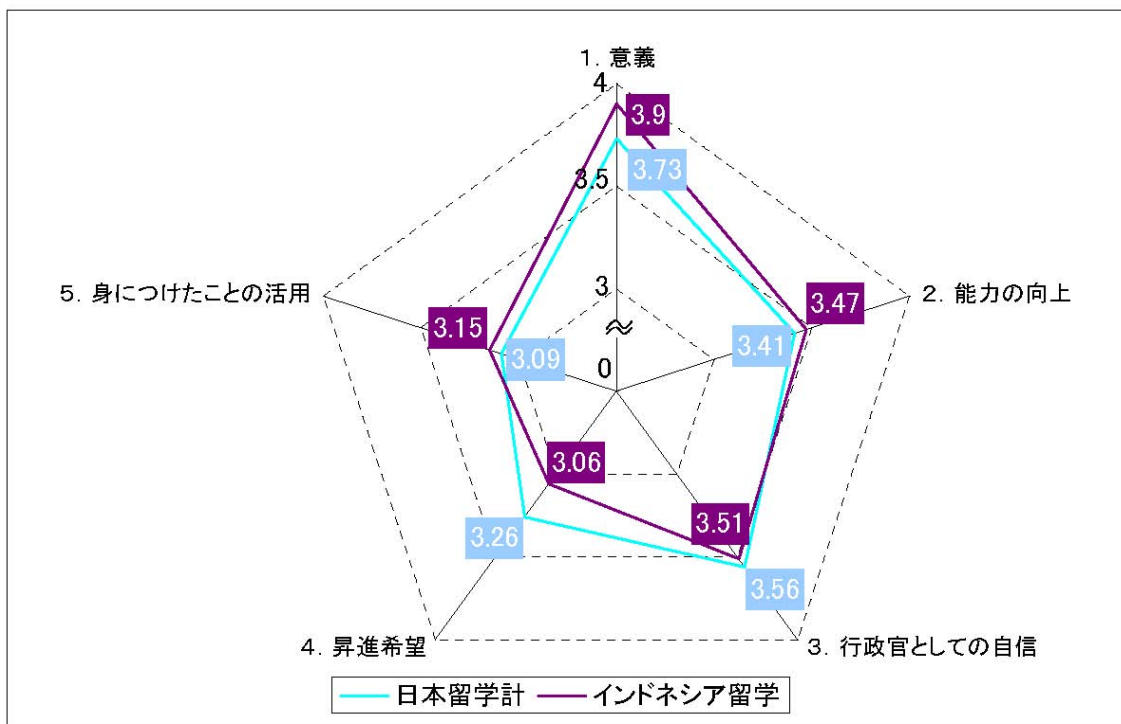 1. 意義
4
3.9
3.73
3.5
5. 身につけたことの活用
3
2. 能力の向上
3.47
3.15
3.41
3.09
0
3.06
3.51
3.26
3.56
4. 昇進希望
3. 行政官としての自信
日本留学計 インドネシア留学